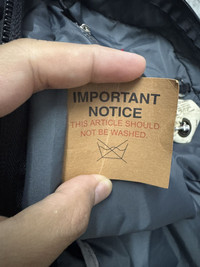 IMPORTANT
NOTICE
THIS ARTICLE SHOULD
NOT BE WASHED.